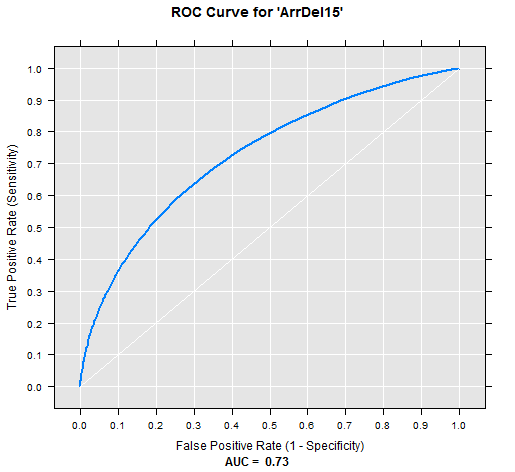 ROC Curve for 'ArrDel15'
True Positive Rate (Sensitivity)
1.0
0.9
0.8
0.7
0.6
0.5
0.4
0.3
0.2
0.1
0.0
0.0 0.1 0.2 0.3 0.4 0.5 0.6 0.7 0.8 0.9 1.0
False Positive Rate (1 - Specificity)
AUC = 0.73